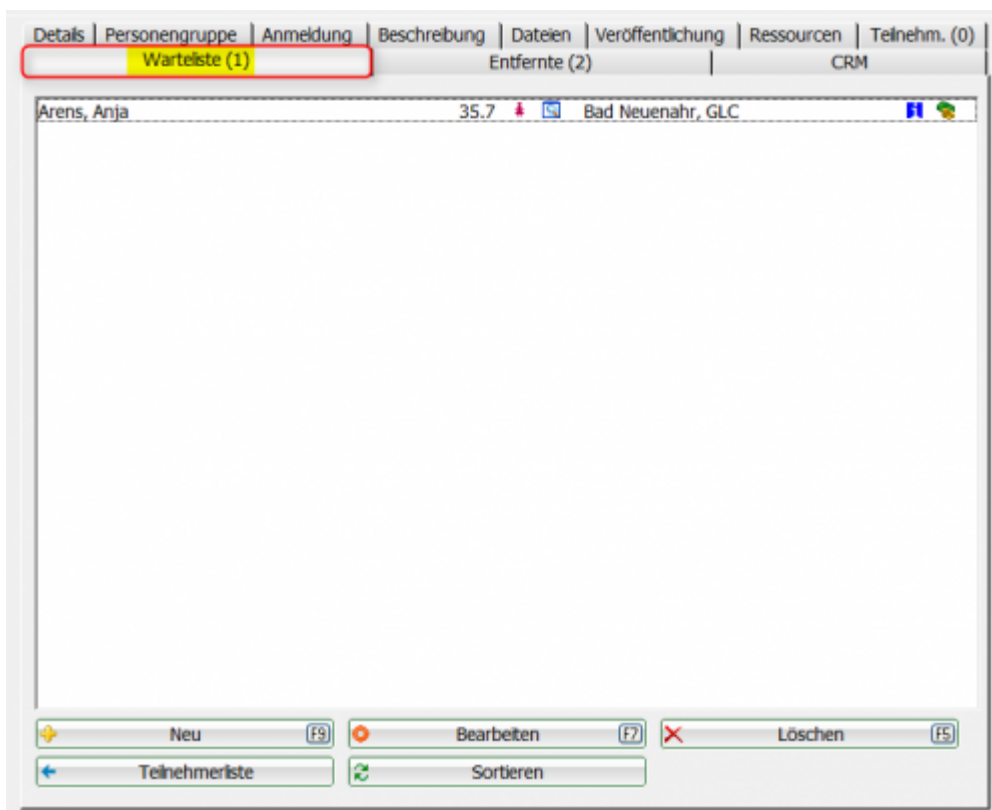 Details Personengruppe Anmeldung Beschreibung Dateien Veröffentlichung Ressourcen Teilnehm. (0)
Warteliste (1) Entfernte (2) CRM
Arens, Anja 35.7 Bad Neuenahr, GLC
Neu F9 Bearbeiten F7 Löschen F5
Teilnehmerliste Sortieren